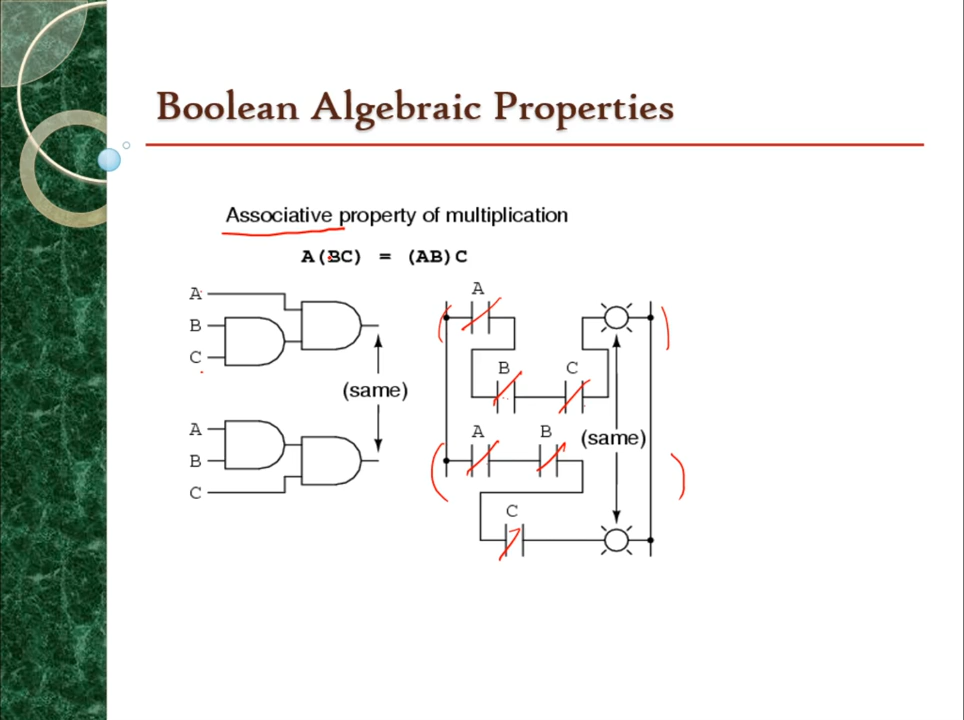 Boolean Algebraic Properties
Associative property of multiplication
A(BC) = (AB)C
A
B
C
(same)
A
B
C
A
B
C
A
B
(same)
C